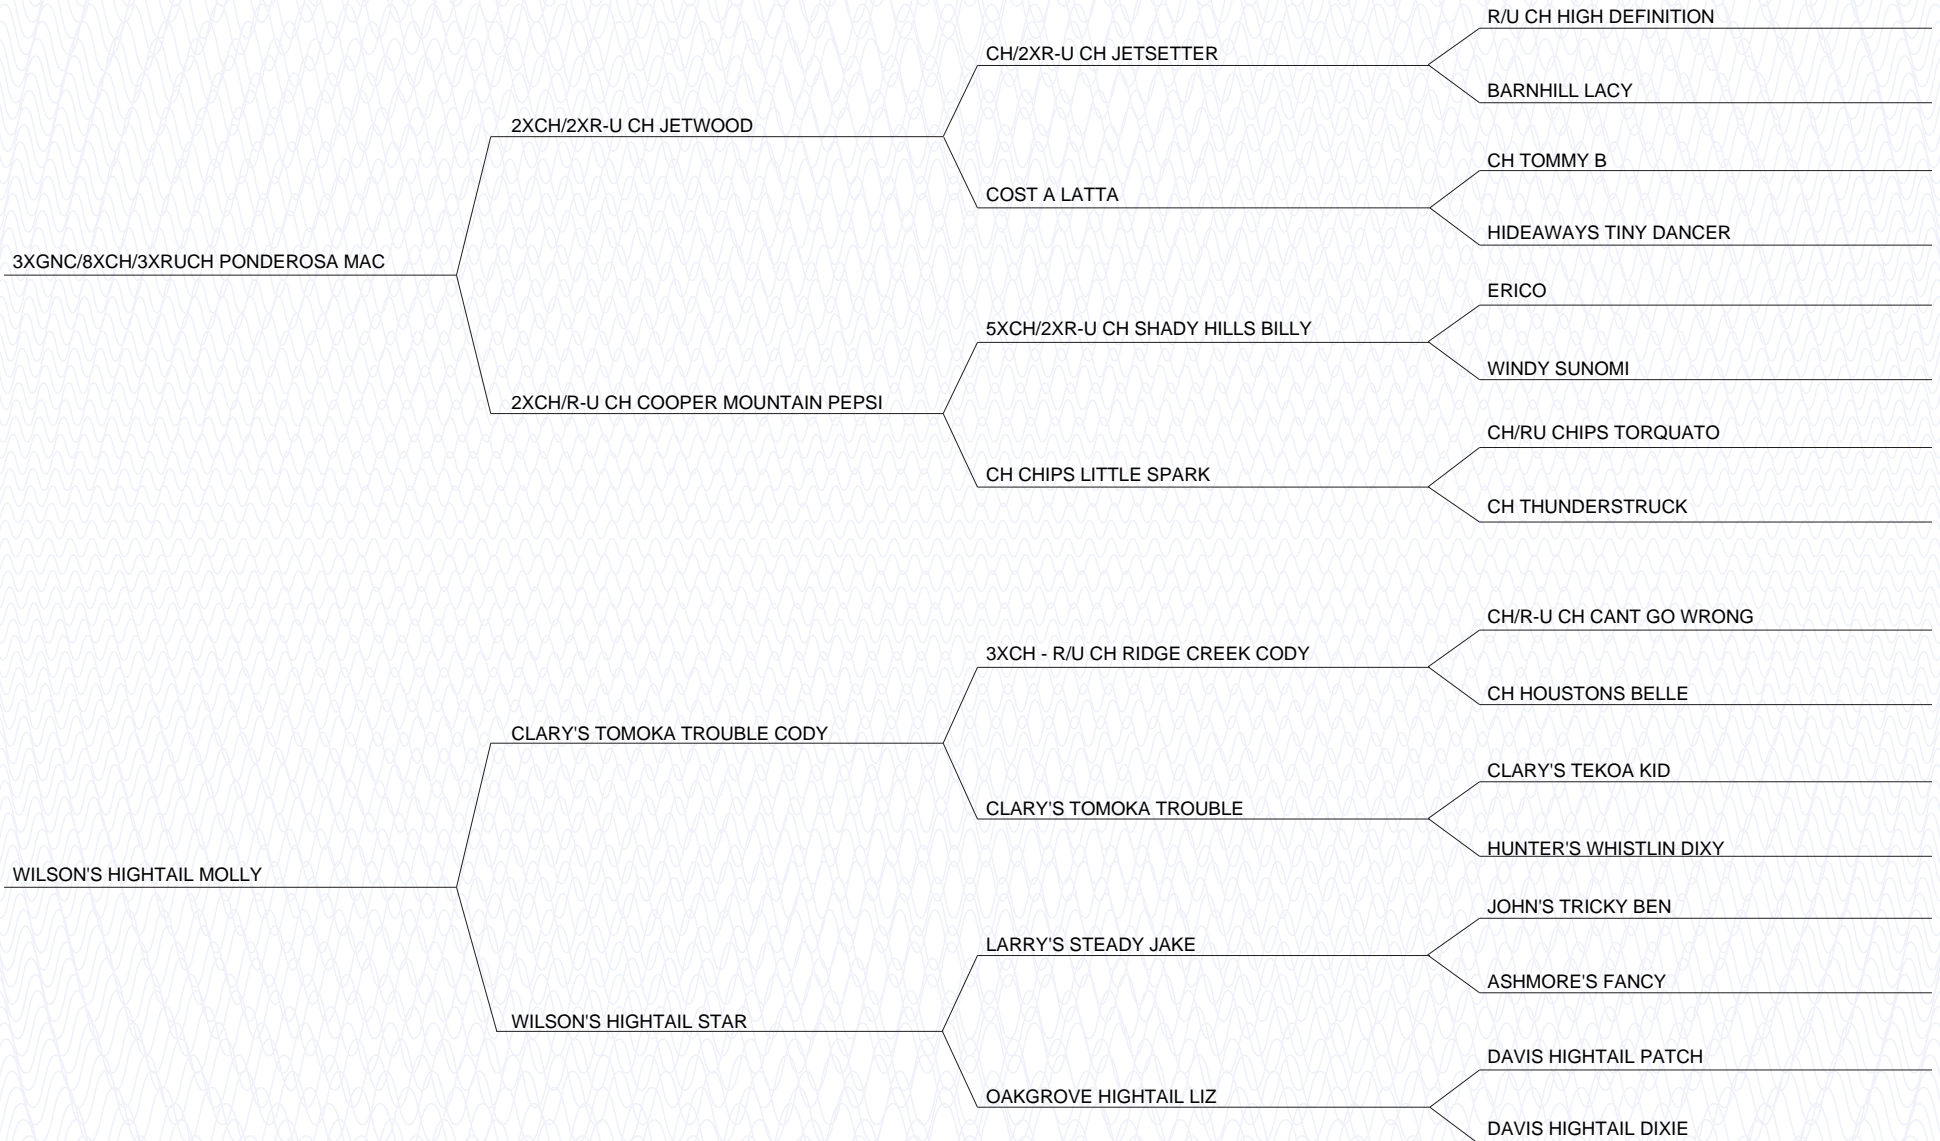 R/U CH HIGH DEFINITION
CH/2XR-U CH JETSETTER
BARNHILL LACY
2XCH/2XR-U CH JETWOOD
CH TOMMY B
COST A LATTA
HIDEAWAYS TINY DANCER
3XGNC/8XCH/3XRUCH PONDEROSA MAC
ERICO
5XCH/2XR-U CH SHADY HILLS BILLY
WINDY SUNOMI
2XCH/R-U CH COOPER MOUNTAIN PEPSI
CH/RU CHIPS TORQUATO
CH CHIPS LITTLE SPARK
CH THUNDERSTRUCK
CH/R-U CH CANT GO WRONG
3XCH - R/U CH RIDGE CREEK CODY
CH HOUSTONS BELLE
CLARY'S TOMOKA TROUBLE CODY
CLARY'S TEKOA KID
CLARY'S TOMOKA TROUBLE
HUNTER'S WHISTLIN DIXY
WILSON'S HIGHTAIL MOLLY
JOHN'S TRICKY BEN
LARRY'S STEADY JAKE
ASHMORE'S FANCY
WILSON'S HIGHTAIL STAR
DAVIS HIGHTAIL PATCH
OAKGROVE HIGHTAIL LIZ
DAVIS HIGHTAIL DIXIE